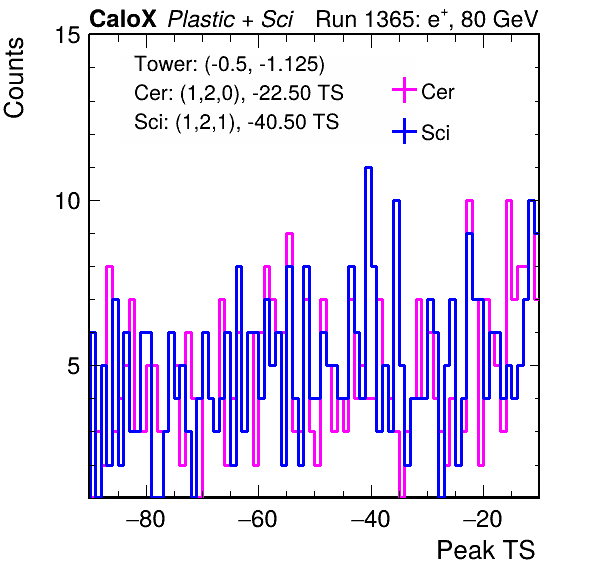 CaloX Plastic + Sci Run 1365: e+, 80 GeV
Counts
15
10
5
Tower: (-0.5, -1.125)
Cer: (1,2,0), -22.50 TS
Sci: (1,2,1), -40.50 TS
Cer
Sci
−80 −60 −40 −20
Peak TS